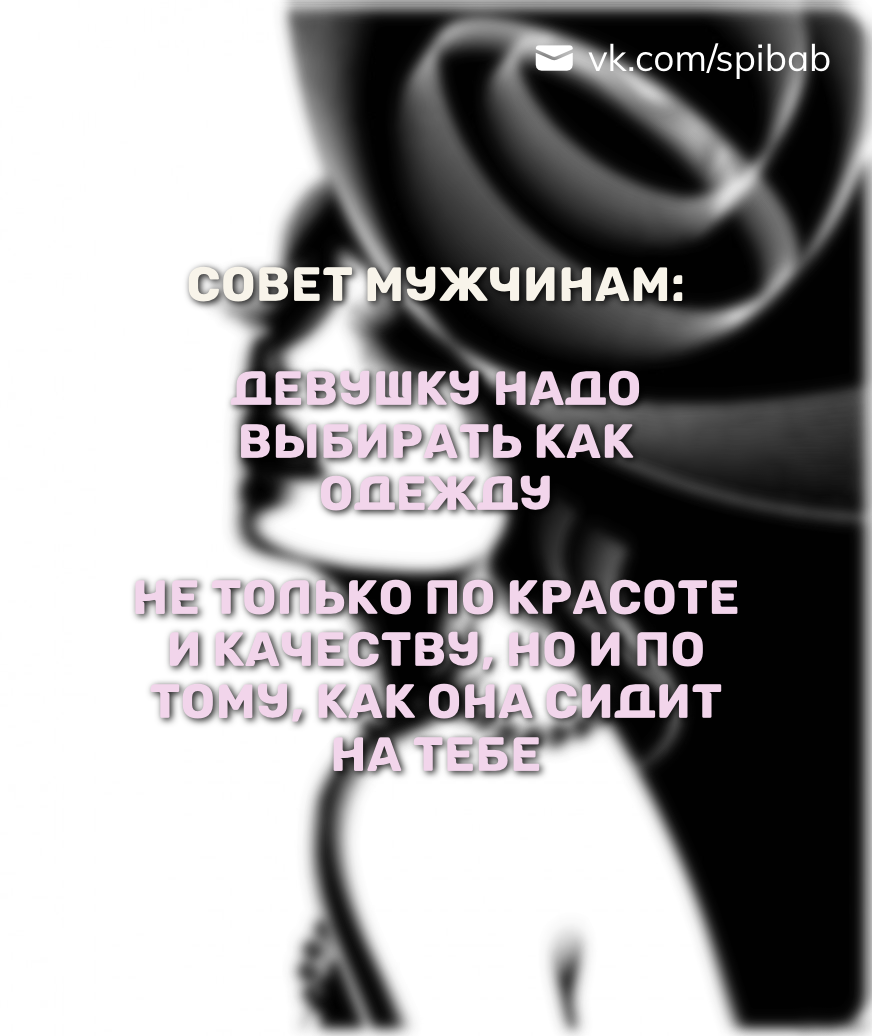 vk.com/spibab
СОВЕТ МУЖЧИНАМ:
ДЕВУШКУ НАДО
ВЫБИРАТЬ КАК
ОДЕЖДУ
НЕ ТОЛЬКО ПО КРАСОТЕ
И КАЧЕСТВУ, НО И ПО
ТОМУ, КАК ОНА СИДИТ
НА ТЕБЕ